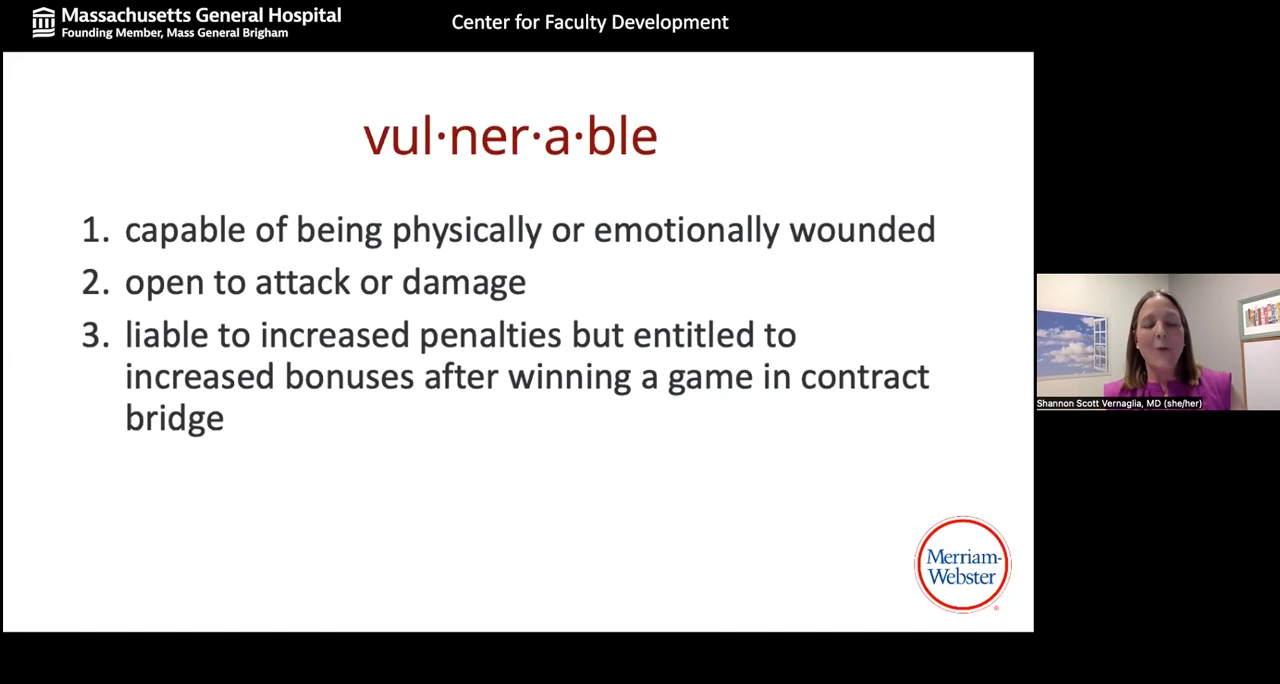 Massachusetts General Hospital
Founding Member, Mass General Brigham
Center for Faculty Development
vul·ner·a·ble
1. capable of being physically or emotionally wounded
2. open to attack or damage
3. liable to increased penalties but entitled to
increased bonuses after winning a game in contract
bridge
Merriam-
Webster
®
Shannon Scott Vernaglia, MD (she/her)